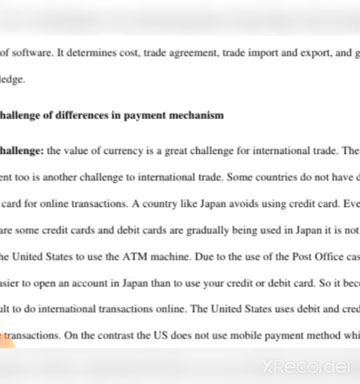 of software. It determines cost, trade agreement, trade import and export, and g
ledge.
hallenge of differences in payment mechanism
hallenge: the value of currency is a great challenge for international trade. The
ent too is another challenge to international trade. Some countries do not have d
card for online transactions. A country like Japan avoids using credit card. Eve
are some credit cards and debit cards are gradually being used in Japan it is not
he United States to use the ATM machine. Due to the use of the Post Office cas
asier to open an account in Japan than to use your credit or debit card. So it bec
ult to do international transactions online. The United States uses debit and cred
transactions. On the contrast the US does not use mobile payment method whi
XRecorder